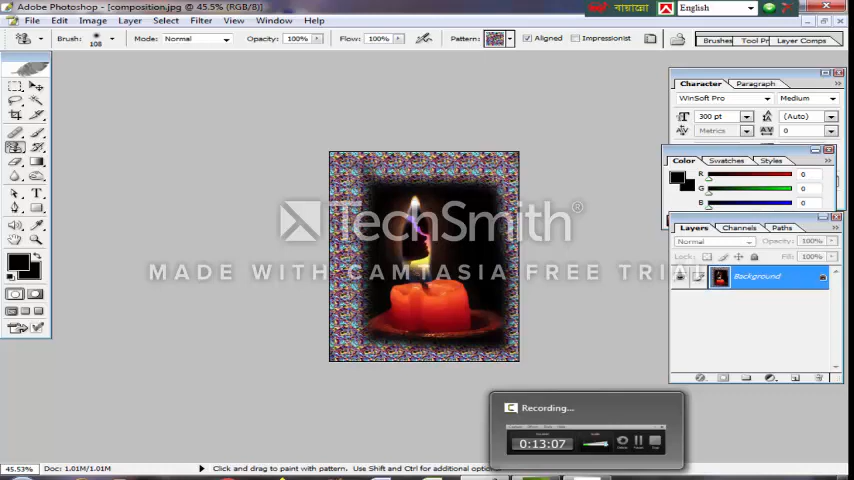 Adobe Photoshop - [composition.jpg @ 45.5% (RGB/8)]
বায়ান্নো
English
File Edit Image Layer Select Filter View Window Help
Brush: 108 Mode: Normal Opacity: 100% Flow: 100% Pattern: Aligned Impressionist
Brushes Tool Pr Layer Comps
Character Paragraph
WinSoft Pro Medium
300 pt (Auto)
Metrics 0
Color Swatches Styles
R 0
G 0
B 0
Layers Channels Paths
Normal Opacity: 100%
Lock: Fill: 100%
Background
TechSmith®
MADE WITH CAMTASIA FREE TRIA
Recording...
0:13:07
45.53% Doc: 1.01M/1.01M Click and drag to paint with pattern. Use Shift and Ctrl for additional options